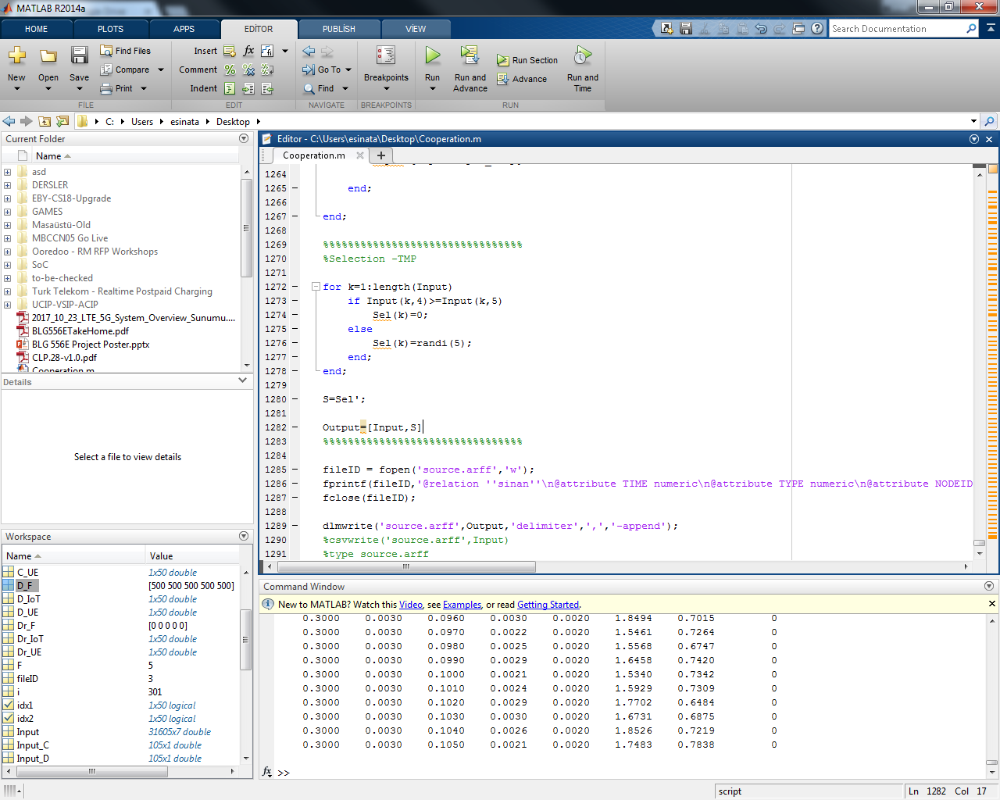 MATLAB R2014a
HOME PLOTS APPS EDİTOR PUBLİSH VİEW
Search Documentation
New Open Save
Find Files
Compare
Print
FİLE
Insert
Comment
Indent
EDİT
Go To
Find
NAVİGATE
Breakpoints
BREAKPOINTS
Run
Run and Advance
Run Section
Advance
Run and Time
RUN
C: Users esinata Desktop
Current Folder
Name
asd
DERSLER
EBY-CS18-Upgrade
GAMES
Masaüstü-Old
MBCCN05 Go Live
Ooredoo - RM RFP Workshops
SoC
to-be-checked
Turk Telekom - Realtime Postpaid Charging
UCIP-VSIP-ACIP
2017_10_23_LTE_5G_System_Overview_Sunumu....
BLG556ETakeHome.pdf
BLG 556E Project Poster.pptx
CLP.28-v1.0.pdf
Cooperation.m
Details
Select a file to view details
Workspace
Name Value
C_UE 1x50 double
D_F [500 500 500 500 500]
D_IoT 1x50 double
D_UE 1x50 double
Dr_F [0 0 0 0 0]
Dr_IoT 1x50 double
Dr_UE 1x50 double
F 5
fileID 3
i 301
idx1 1x50 logical
idx2 1x50 logical
Input 31605x7 double
Input_C 105x1 double
Input_D 105x1 double
Editor - C:\Users\esinata\Desktop\Cooperation.m
Cooperation.m
1264
1265 – end;
1266
1267 – end;
1268
1269 %%%%%%%%%%%%%%%%%%%%%%%%%%%%%%%%
1270 %Selection -TMP
1271
1272 – for k=1:length(Input)
1273 – if Input(k,4)>=Input(k,5)
1274 – Sel(k)=0;
1275 – else
1276 – Sel(k)=randi(5);
1277 – end;
1278 – end;
1279
1280 – S=Sel';
1281
1282 – Output=[Input,S]
1283 %%%%%%%%%%%%%%%%%%%%%%%%%%%%%%%%
1284
1285 – fileID = fopen('source.arff','w');
1286 – fprintf(fileID,'@relation ''sinan''\n@attribute TIME numeric\n@attribute TYPE numeric\n@attribute NODEID
1287 – fclose(fileID);
1288
1289 – dlmwrite('source.arff',Output,'delimiter',',','-append');
1290 %csvwrite('source.arff',Input)
1291 %type source.arff
Command Window
New to MATLAB? Watch this Video, see Examples, or read Getting Started.
0.3000 0.0030 0.0960 0.0030 0.0020 1.8494 0.7015 0
0.3000 0.0030 0.0970 0.0022 0.0020 1.5461 0.7264 0
0.3000 0.0030 0.0980 0.0025 0.0020 1.5568 0.6747 0
0.3000 0.0030 0.0990 0.0029 0.0020 1.6458 0.7420 0
0.3000 0.0030 0.1000 0.0021 0.0020 1.5340 0.7342 0
0.3000 0.0030 0.1010 0.0024 0.0020 1.5929 0.7309 0
0.3000 0.0030 0.1020 0.0029 0.0020 1.7702 0.6484 0
0.3000 0.0030 0.1030 0.0030 0.0020 1.6731 0.6875 0
0.3000 0.0030 0.1040 0.0026 0.0020 1.8526 0.7219 0
0.3000 0.0030 0.1050 0.0021 0.0020 1.7483 0.7838 0
fx >>
script
Ln 1282 Col 17